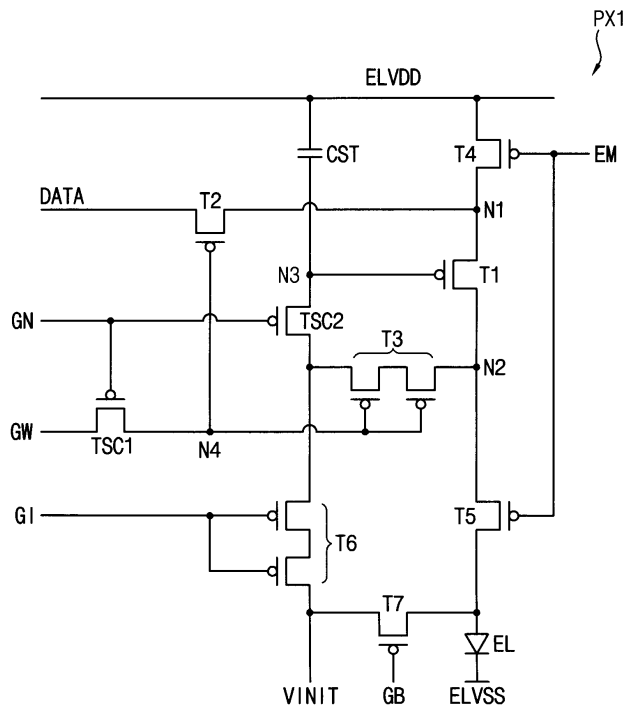 PX1
ELVDD
CST
T4
EM
DATA
T2
N1
N3
T1
GN
TSC2
T3
N2
GW
TSC1
N4
GI
T6
T5
T7
EL
VINIT
GB
ELVSS